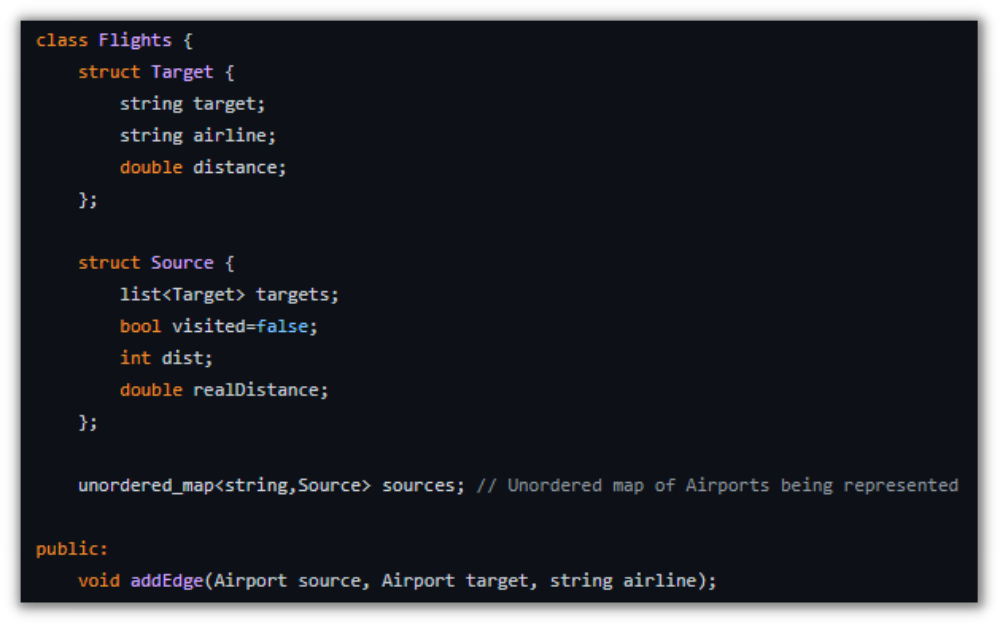 class Flights {
    struct Target {
        string target;
        string airline;
        double distance;
    };

    struct Source {
        list<Target> targets;
        bool visited=false;
        int dist;
        double realDistance;
    };

    unordered_map<string,Source> sources; // Unordered map of Airports being represented

public:
    void addEdge(Airport source, Airport target, string airline);